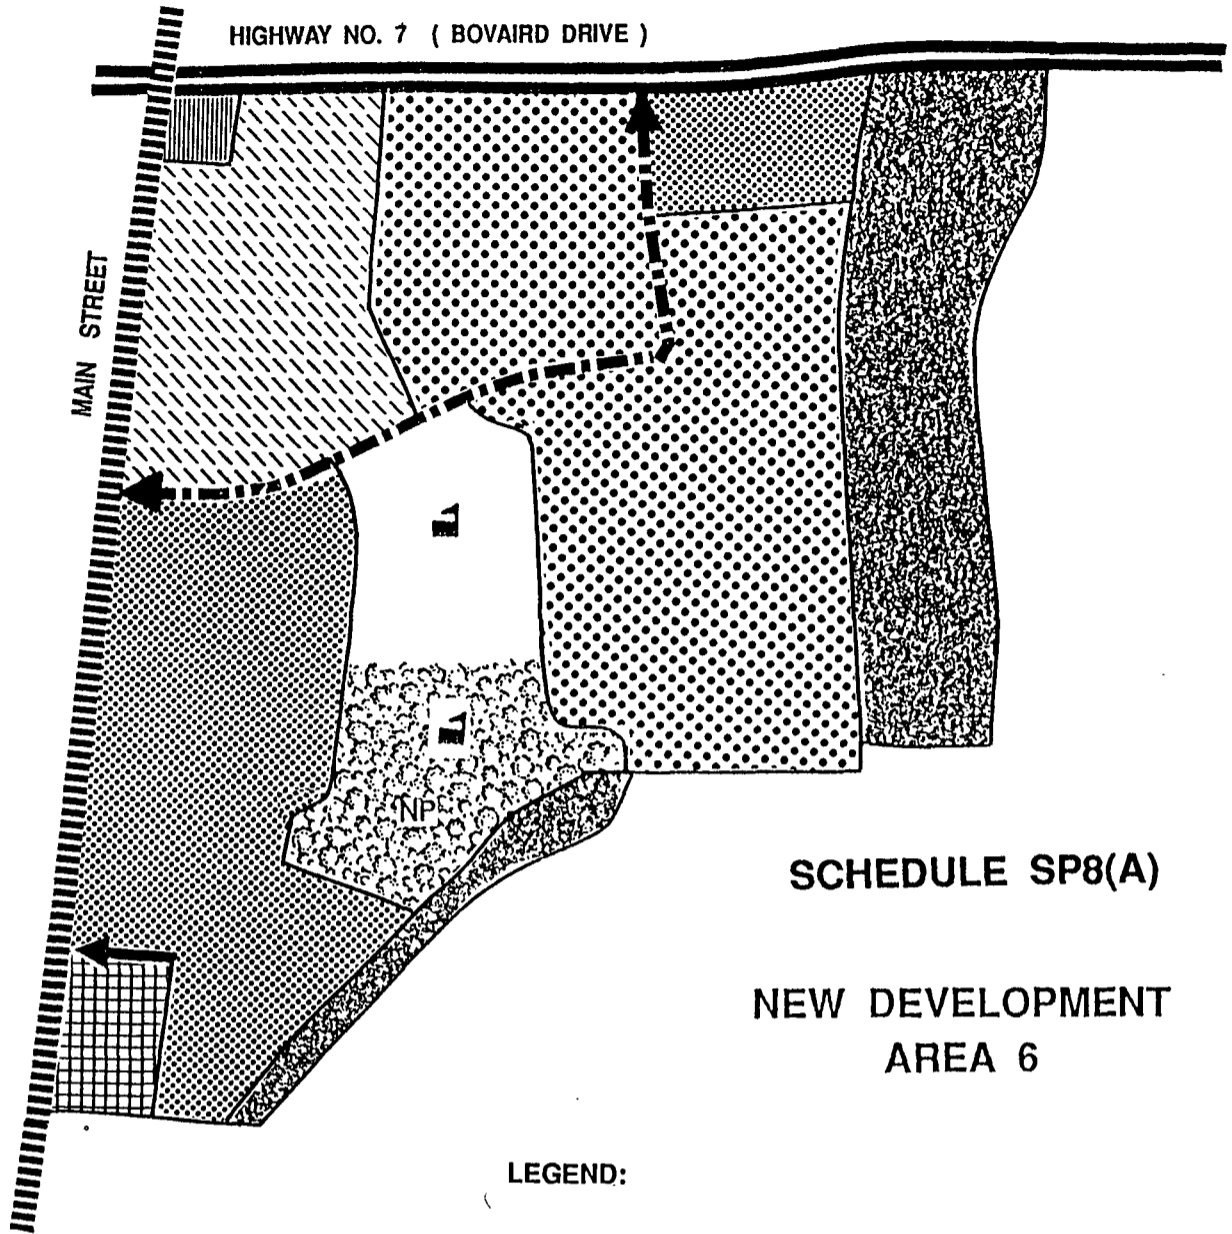 HIGHWAY NO. 7 ( BOVAIRD DRIVE )
MAIN STREET
NP
SCHEDULE SP8(A)
NEW DEVELOPMENT
AREA 6
LEGEND: